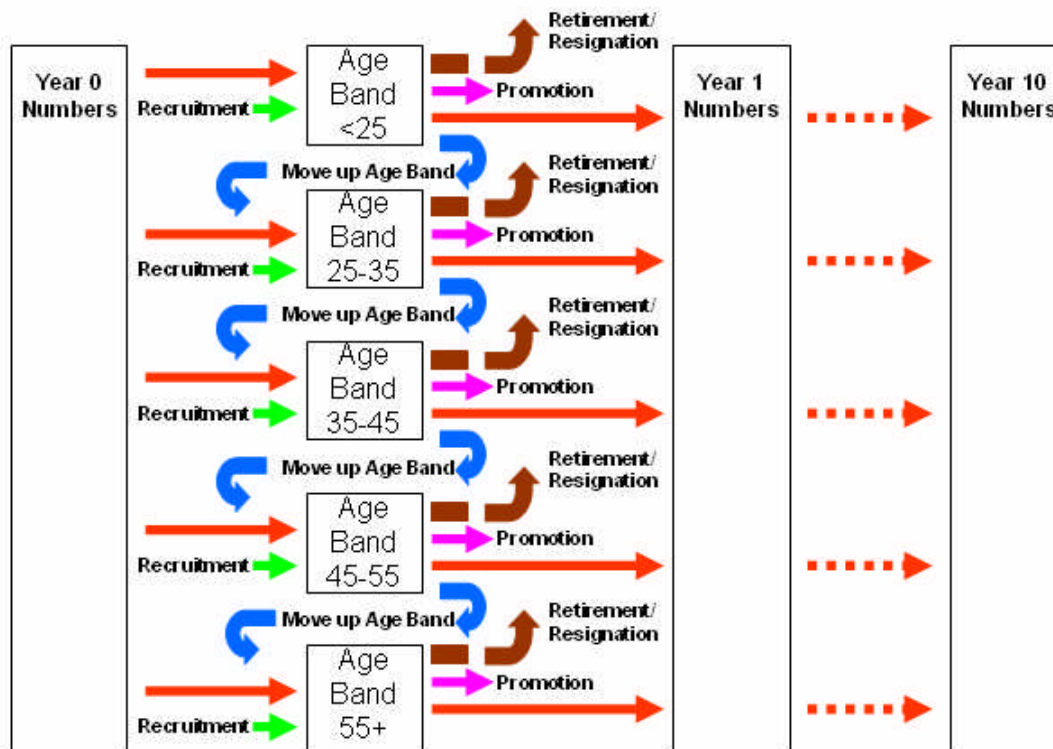 Year 0
Numbers
Recruitment
Age
Band
<25
Retirement/
Resignation
Promotion
Move up Age Band
Recruitment
Age
Band
25-35
Retirement/
Resignation
Promotion
Move up Age Band
Recruitment
Age
Band
35-45
Retirement/
Resignation
Promotion
Move up Age Band
Recruitment
Age
Band
45-55
Retirement/
Resignation
Promotion
Move up Age Band
Recruitment
Age
Band
55+
Retirement/
Resignation
Promotion
Year 1
Numbers
Year 10
Numbers